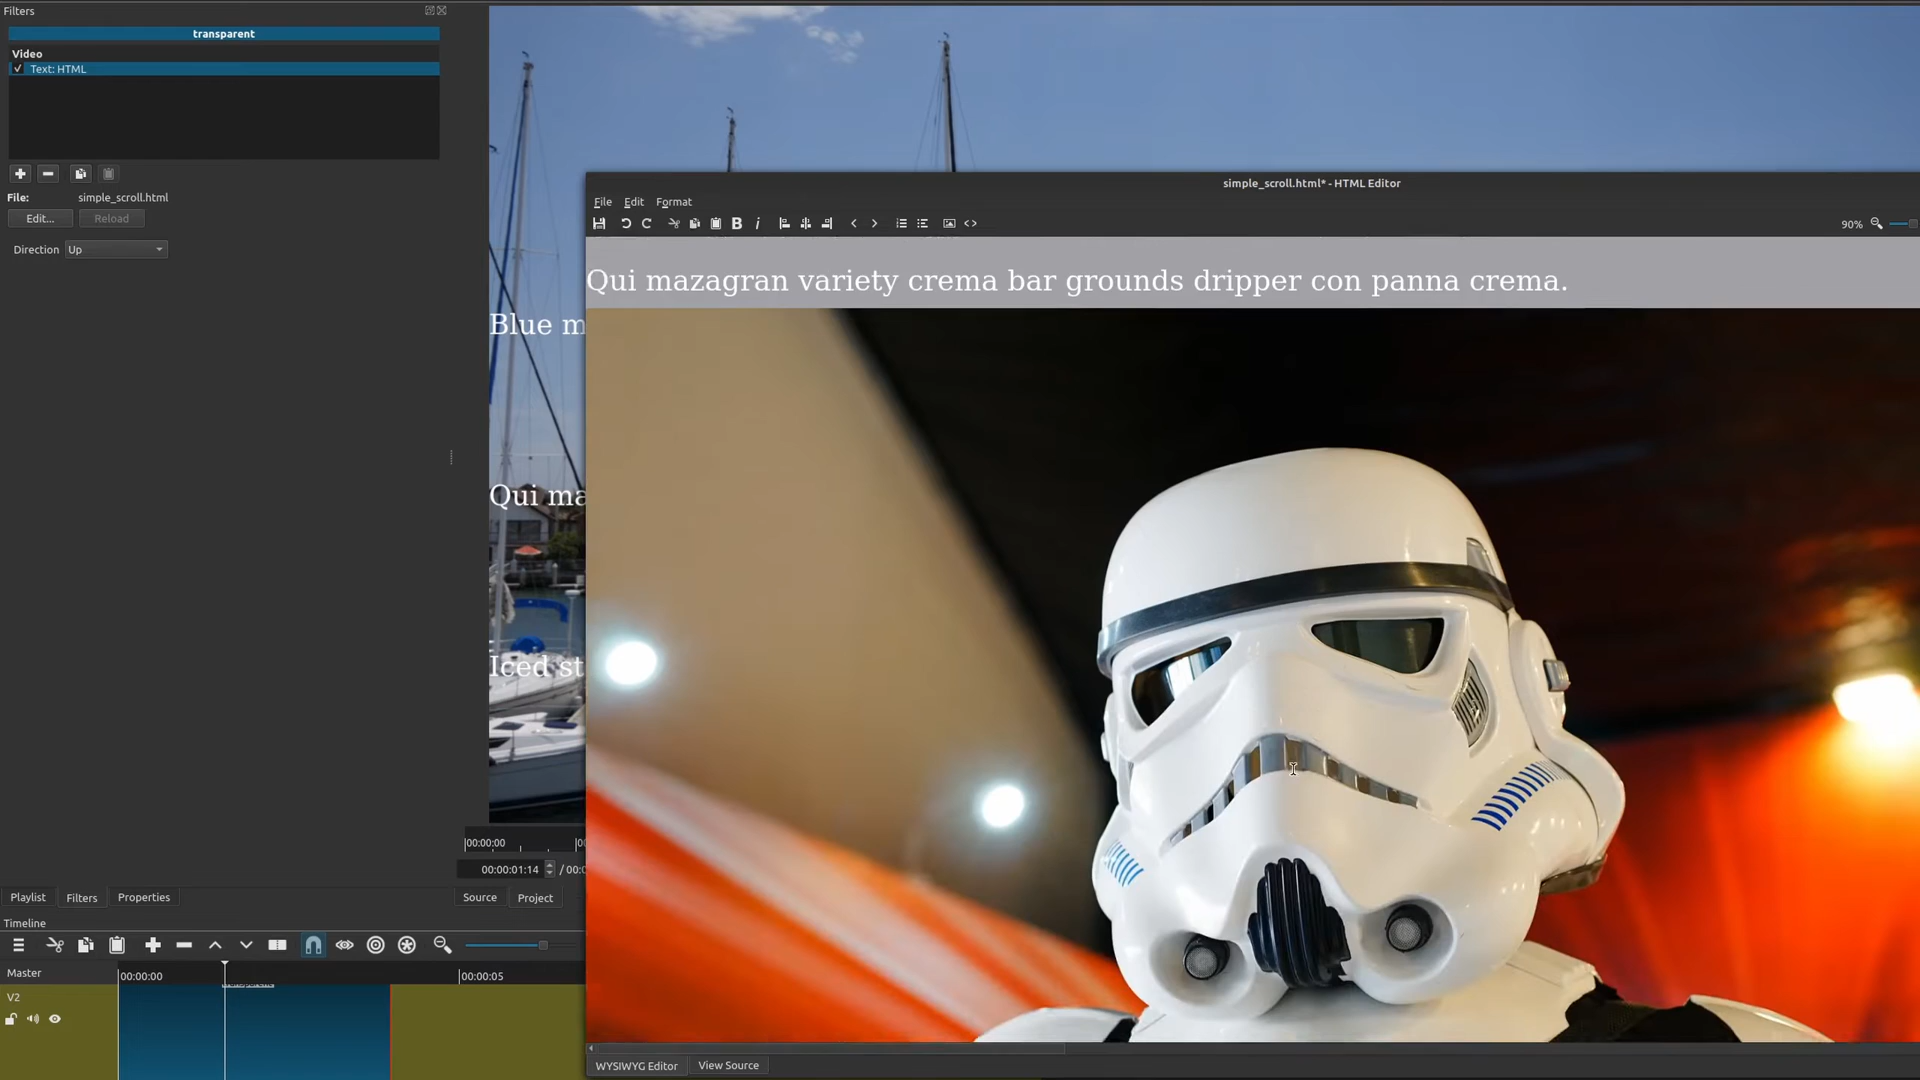 Filters
transparent
Video
Text: HTML
File: simple_scroll.html
Edit... Reload
Direction Up
simple_scroll.html* - HTML Editor
File Edit Format
B i
90%
Qui mazagran variety crema bar grounds dripper con panna crema.
Blue m
Qui ma
Iced st
00:00:00
00:00:01:14 / 00:0
Playlist Filters Properties
Source Project
WYSIWYG Editor View Source
Timeline
Master
00:00:00 00:00:05
V2